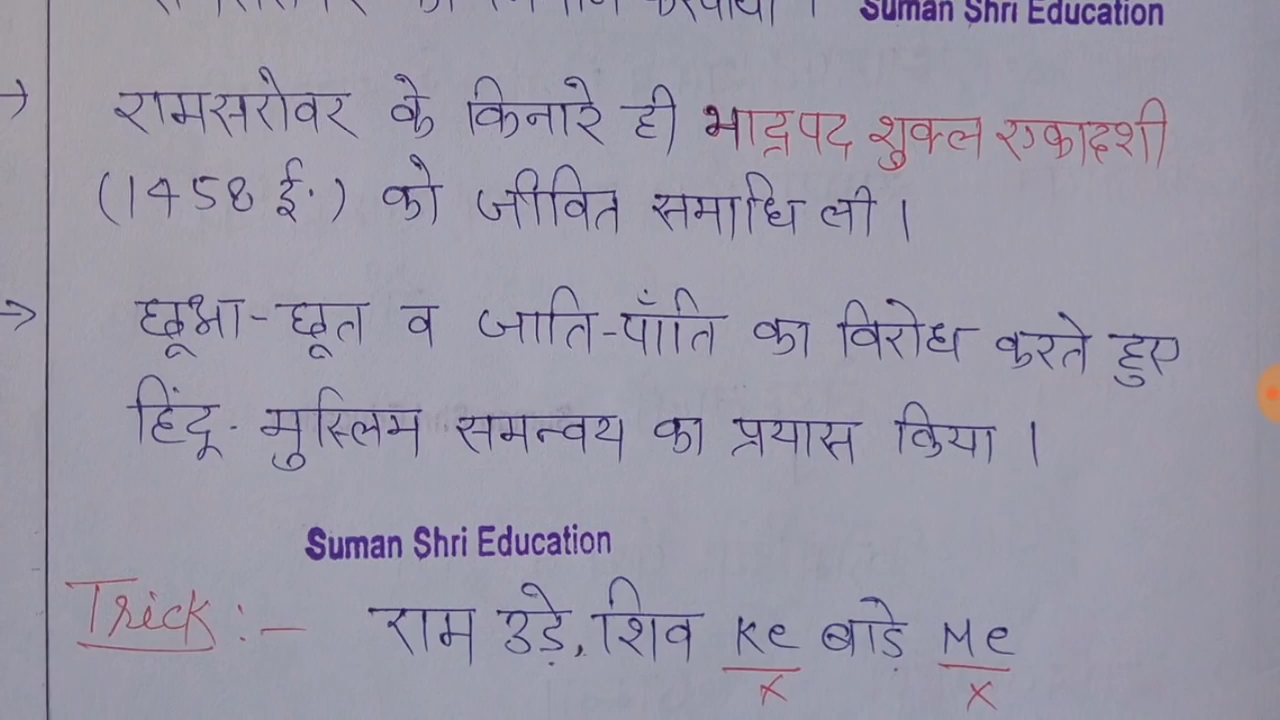 करवाया । Suman Shri Education
→ रामसरोवर के किनारे ही भाद्रपद शुक्ल एकादशी
(1458 ई.) को जीवित समाधि ली ।
→ छूआ-छूत व जाति-पाँति का विरोध करते हुए
हिंदू - मुस्लिम समन्वय का प्रयास किया ।
Suman Shri Education
Trick :- राम उड़े, शिव Ke बाड़े Me
x x